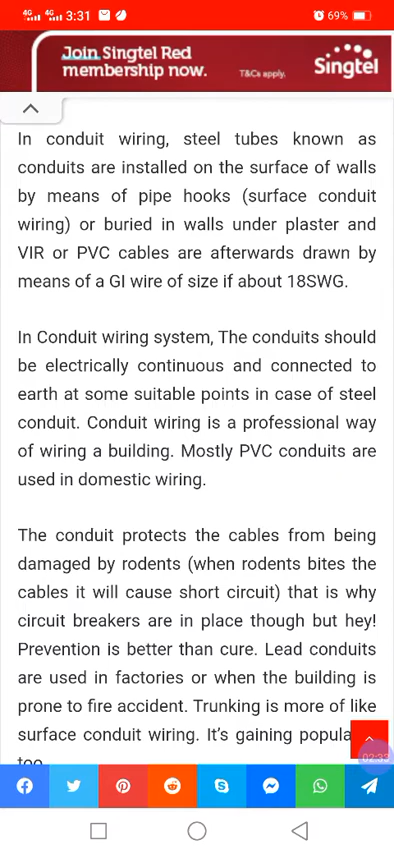 4G 4G 3:31 69%
Join Singtel Red
membership now.
T&Cs apply.
Singtel
In conduit wiring, steel tubes known as
conduits are installed on the surface of walls
by means of pipe hooks (surface conduit
wiring) or buried in walls under plaster and
VIR or PVC cables are afterwards drawn by
means of a GI wire of size if about 18SWG.
In Conduit wiring system, The conduits should
be electrically continuous and connected to
earth at some suitable points in case of steel
conduit. Conduit wiring is a professional way
of wiring a building. Mostly PVC conduits are
used in domestic wiring.
The conduit protects the cables from being
damaged by rodents (when rodents bites the
cables it will cause short circuit) that is why
circuit breakers are in place though but hey!
Prevention is better than cure. Lead conduits
are used in factories or when the building is
prone to fire accident. Trunking is more of like
surface conduit wiring. It's gaining popula
too
02:33